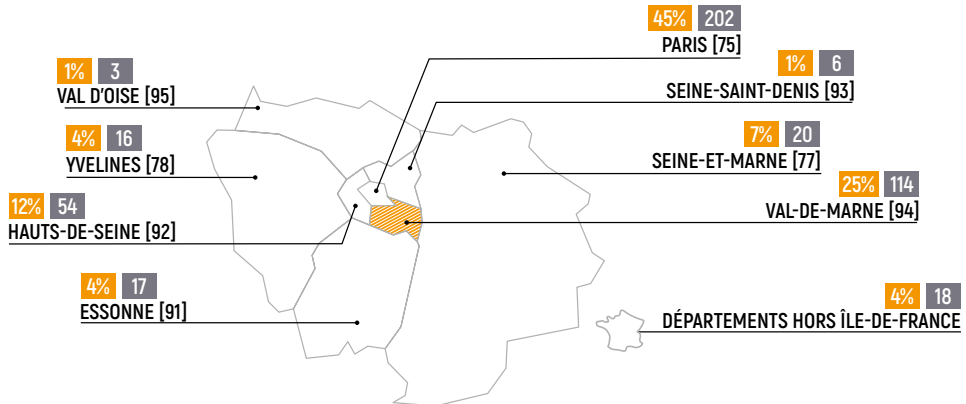 45% 202
PARIS [75]
1% 3
VAL D'OISE [95]
1% 6
SEINE-SAINT-DENIS [93]
4% 16
YVELINES [78]
7% 20
SEINE-ET-MARNE [77]
12% 54
HAUTS-DE-SEINE [92]
25% 114
VAL-DE-MARNE [94]
4% 17
ESSONNE [91]
4% 18
DÉPARTEMENTS HORS ÎLE-DE-FRANCE